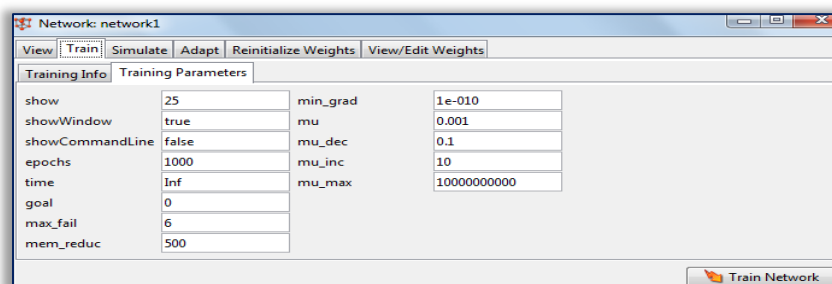 Network: network1
View Train Simulate Adapt Reinitialize Weights View/Edit Weights
Training Info Training Parameters
show 25 min_grad 1e-010
showWindow true mu 0.001
showCommandLine false mu_dec 0.1
epochs 1000 mu_inc 10
time Inf mu_max 10000000000
goal 0
max_fail 6
mem_reduc 500
Train Network